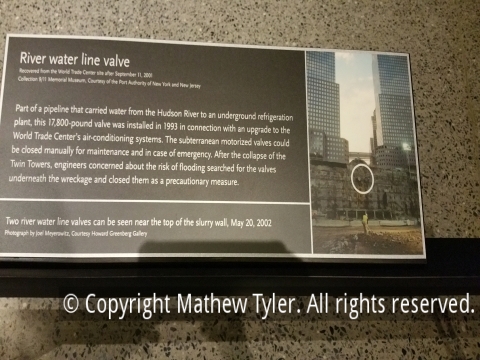 River water line valve
Recovered from the World Trade Center site after September 11, 2001
Collection 9/11 Memorial Museum, Courtesy of the Port Authority of New York and New Jersey
Part of a pipeline that carried water from the Hudson River to an underground refrigeration
plant, this 17,800-pound valve was installed in 1993 in connection with an upgrade to the
World Trade Center's air-conditioning systems. The subterranean motorized valves could
be closed manually for maintenance and in case of emergency. After the collapse of the
Twin Towers, engineers concerned about the risk of flooding searched for the valves
underneath the wreckage and closed them as a precautionary measure.
Two river water line valves can be seen near the top of the slurry wall, May 20, 2002
Photograph by Joel Meyerowitz, Courtesy Howard Greenberg Gallery
© Copyright Mathew Tyler. All rights reserved.